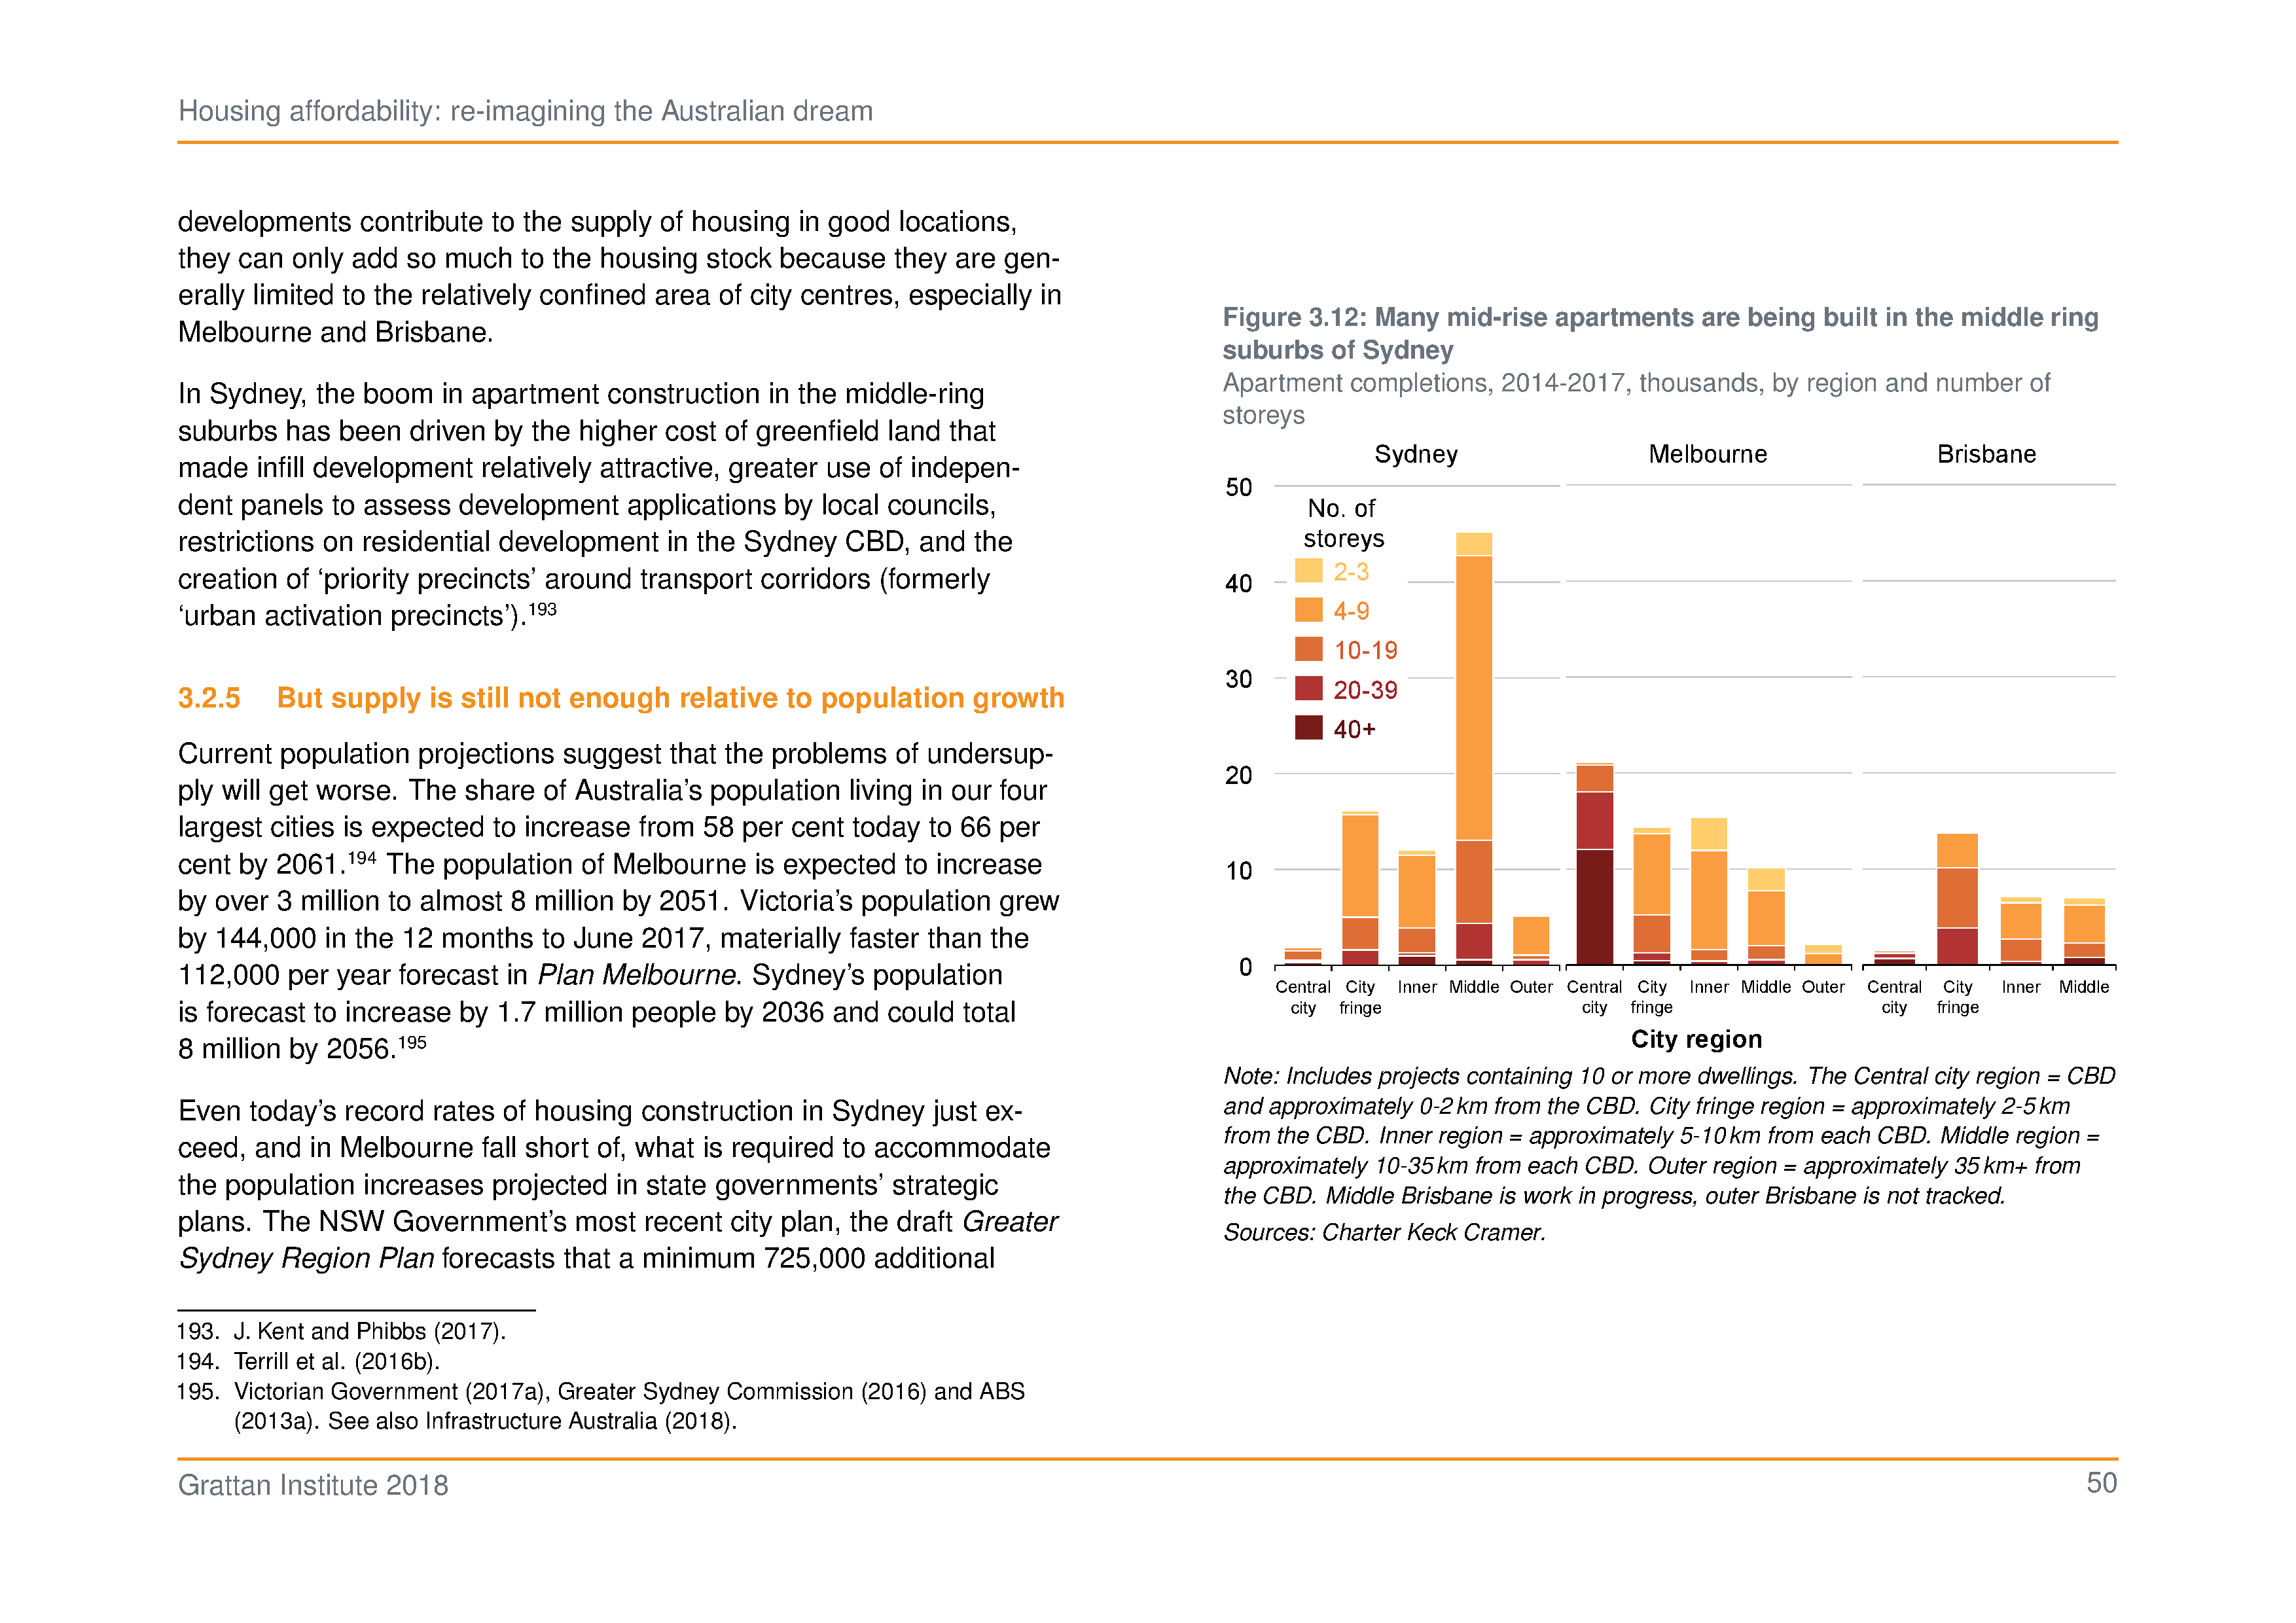 Housing affordability: re-imagining the Australian dream
developments contribute to the supply of housing in good locations,
they can only add so much to the housing stock because they are gen-
erally limited to the relatively confined area of city centres, especially in
Melbourne and Brisbane.
In Sydney, the boom in apartment construction in the middle-ring
suburbs has been driven by the higher cost of greenfield land that
made infill development relatively attractive, greater use of indepen-
dent panels to assess development applications by local councils,
restrictions on residential development in the Sydney CBD, and the
creation of ‘priority precincts’ around transport corridors (formerly
‘urban activation precincts’).193
3.2.5 But supply is still not enough relative to population growth
Current population projections suggest that the problems of undersup-
ply will get worse. The share of Australia’s population living in our four
largest cities is expected to increase from 58 per cent today to 66 per
cent by 2061.194 The population of Melbourne is expected to increase
by over 3 million to almost 8 million by 2051. Victoria’s population grew
by 144,000 in the 12 months to June 2017, materially faster than the
112,000 per year forecast in Plan Melbourne. Sydney’s population
is forecast to increase by 1.7 million people by 2036 and could total
8 million by 2056.195
Even today’s record rates of housing construction in Sydney just ex-
ceed, and in Melbourne fall short of, what is required to accommodate
the population increases projected in state governments’ strategic
plans. The NSW Government’s most recent city plan, the draft Greater
Sydney Region Plan forecasts that a minimum 725,000 additional
193. J. Kent and Phibbs (2017).
194. Terrill et al. (2016b).
195. Victorian Government (2017a), Greater Sydney Commission (2016) and ABS
(2013a). See also Infrastructure Australia (2018).
Figure 3.12: Many mid-rise apartments are being built in the middle ring
suburbs of Sydney
Apartment completions, 2014-2017, thousands, by region and number of
storeys
Sydney Melbourne Brisbane
50
No. of
storeys
2-3
40
4-9
10-19
30
20-39
40+
20
10
0
Central City Inner Middle Outer Central City Inner Middle Outer Central City Inner Middle
city fringe city fringe city fringe
City region
Note: Includes projects containing 10 or more dwellings. The Central city region = CBD
and approximately 0-2 km from the CBD. City fringe region = approximately 2-5 km
from the CBD. Inner region = approximately 5-10 km from each CBD. Middle region =
approximately 10-35 km from each CBD. Outer region = approximately 35 km+ from
the CBD. Middle Brisbane is work in progress, outer Brisbane is not tracked.
Sources: Charter Keck Cramer.
Grattan Institute 2018
50